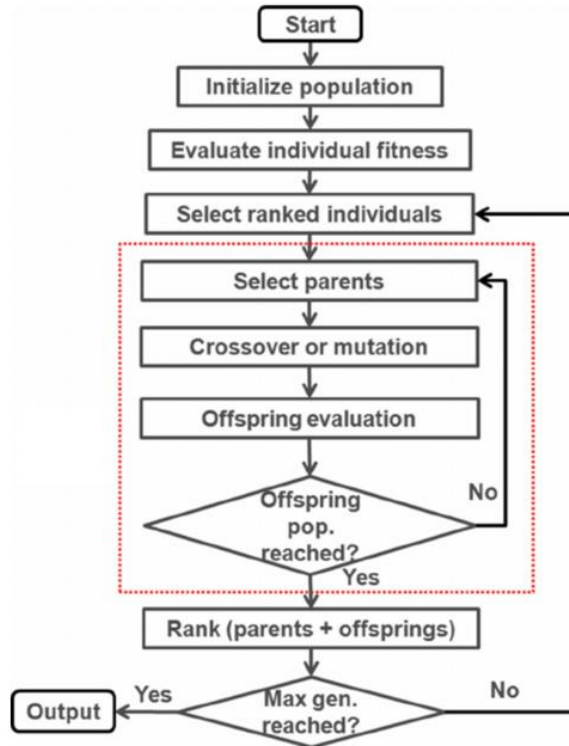 Start
Initialize population
Evaluate individual fitness
Select ranked individuals
Select parents
Crossover or mutation
Offspring evaluation
Offspring
pop.
reached?
No
Yes
Rank (parents + offsprings)
Max gen.
reached?
Yes
No
Output